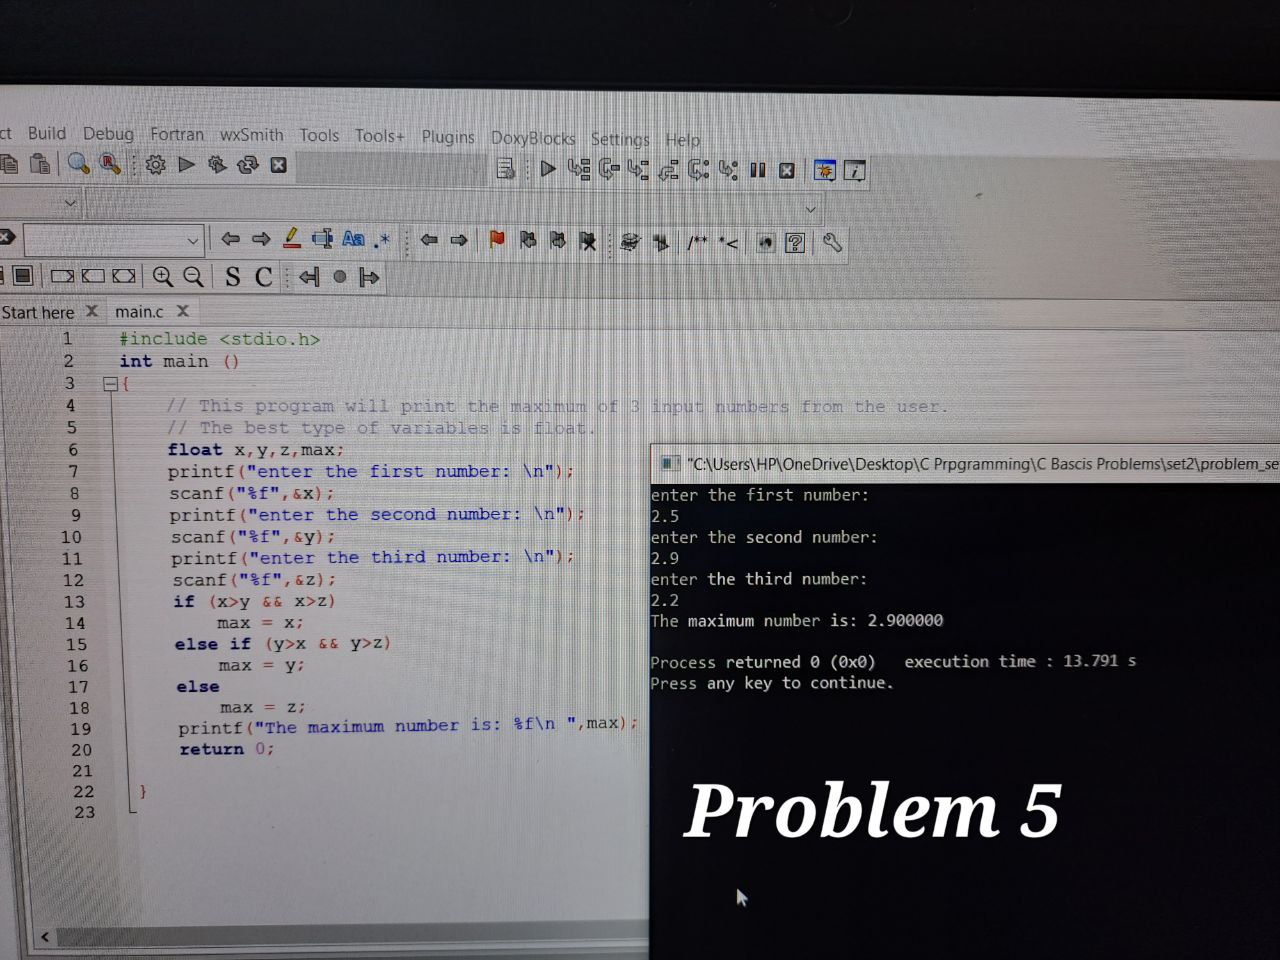 ct Build Debug Fortran wxSmith Tools Tools+ Plugins DoxyBlocks Settings Help
Aa .* /** *<
S C
Start here X main.c X
1 #include <stdio.h>
2 int main ()
3 {
4 // This program will print the maximum of 3 input numbers from the user.
5 // The best type of variables is float.
6 float x,y,z,max;
7 printf("enter the first number: \n");
8 scanf("%f",&x);
9 printf("enter the second number: \n");
10 scanf("%f",&y);
11 printf("enter the third number: \n");
12 scanf("%f",&z);
13 if (x>y && x>z)
14 max = x;
15 else if (y>x && y>z)
16 max = y;
17 else
18 max = z;
19 printf("The maximum number is: %f\n ",max);
20 return 0;
21
22 }
23
"C:\Users\HP\OneDrive\Desktop\C Prpgramming\C Bascis Problems\set2\problem_se
enter the first number:
2.5
enter the second number:
2.9
enter the third number:
2.2
The maximum number is: 2.900000
Process returned 0 (0x0) execution time : 13.791 s
Press any key to continue.
Problem 5